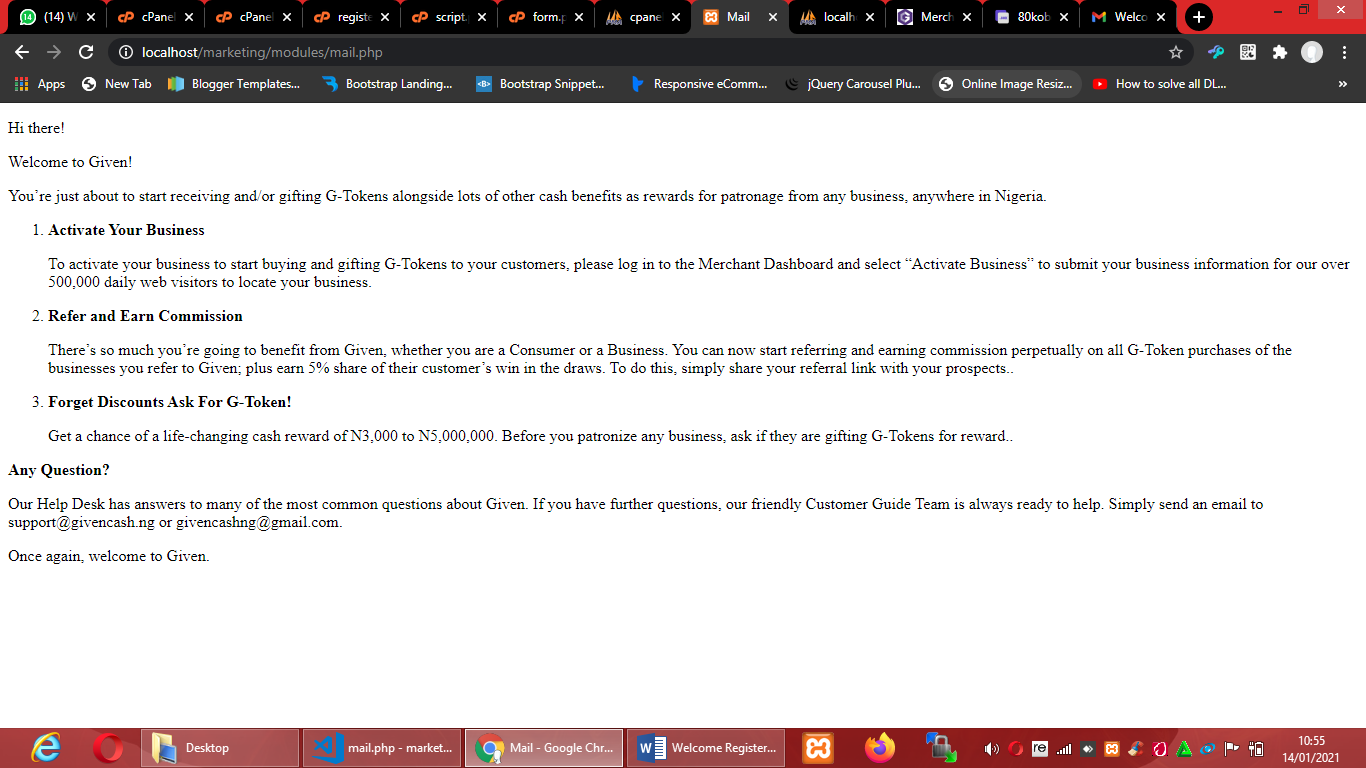 (14) W
cPanel
cPanel
registe
script.
form.p
cpane
Mail
localh
Merch
80kob
Welco
localhost/marketing/modules/mail.php
Apps
New Tab
Blogger Templates...
Bootstrap Landing...
Bootstrap Snippet...
Responsive eComm...
jQuery Carousel Plu...
Online Image Resiz...
How to solve all DL...
»
Hi there!
Welcome to Given!
You’re just about to start receiving and/or gifting G-Tokens alongside lots of other cash benefits as rewards for patronage from any business, anywhere in Nigeria.
1. Activate Your Business
To activate your business to start buying and gifting G-Tokens to your customers, please log in to the Merchant Dashboard and select “Activate Business” to submit your business information for our over
500,000 daily web visitors to locate your business.
2. Refer and Earn Commission
There’s so much you’re going to benefit from Given, whether you are a Consumer or a Business. You can now start referring and earning commission perpetually on all G-Token purchases of the
businesses you refer to Given; plus earn 5% share of their customer’s win in the draws. To do this, simply share your referral link with your prospects..
3. Forget Discounts Ask For G-Token!
Get a chance of a life-changing cash reward of N3,000 to N5,000,000. Before you patronize any business, ask if they are gifting G-Tokens for reward..
Any Question?
Our Help Desk has answers to many of the most common questions about Given. If you have further questions, our friendly Customer Guide Team is always ready to help. Simply send an email to
support@givencash.ng or givencashng@gmail.com.
Once again, welcome to Given.
Desktop
mail.php - market...
Mail - Google Chr...
Welcome Register...
10:55
14/01/2021